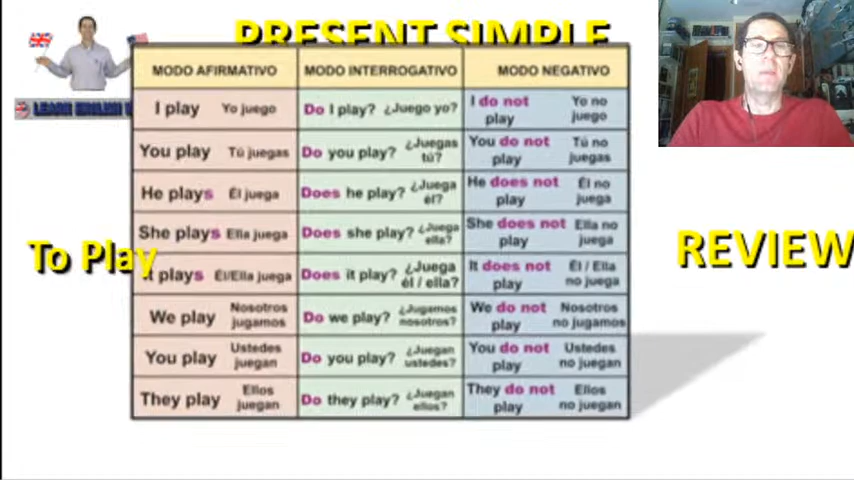 PRESENT SIMPLE
LEARN ENGLISH
MODO AFIRMATIVO MODO INTERROGATIVO MODO NEGATIVO
I play Yo juego Do I play? ¿Juego yo? I do not play Yo no juego
You play Tú juegas Do you play? ¿Juegas tú? You do not play Tú no juegas
He plays Él juega Does he play? ¿Juega él? He does not play Él no juega
She plays Ella juega Does she play? ¿Juega ella? She does not play Ella no juega
To Play
REVIEW
It plays Él/Ella juega Does it play? ¿Juega él / ella? It does not play Él / Ella no juega
We play Nosotros jugamos Do we play? ¿Jugamos nosotros? We do not play Nosotros no jugamos
You play Ustedes juegan Do you play? ¿Juegan ustedes? You do not play Ustedes no juegan
They play Ellos juegan Do they play? ¿Juegan ellos? They do not play Ellos no juegan